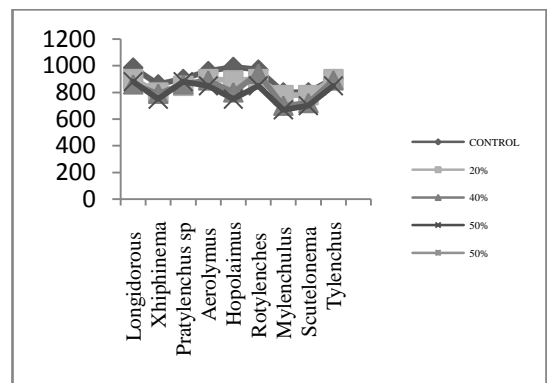 1200
1000
800
600
400
200
0
Longidorous
Xhiphinema
Pratylenchus sp
Aerolymus
Hopolaimus
Rotylenches
Mylenchulus
Scutelonema
Tylenchus
CONTROL
20%
40%
50%
50%